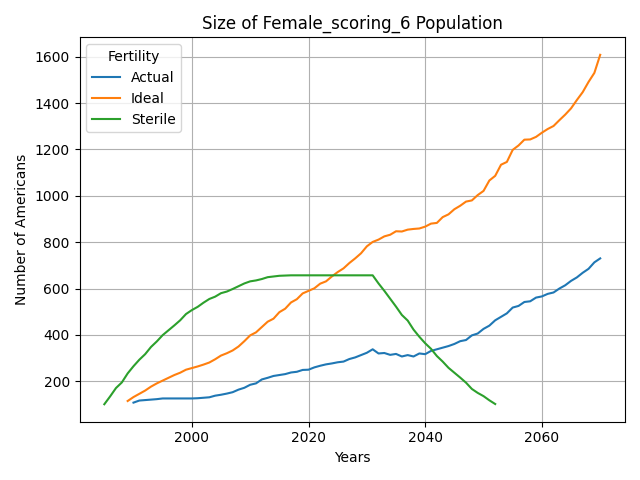 Size of Female_scoring_6 Population
Fertility
Actual
Ideal
Sterile
Number of Americans
1600
1400
1200
1000
800
600
400
200
2000
2020
2040
2060
Years